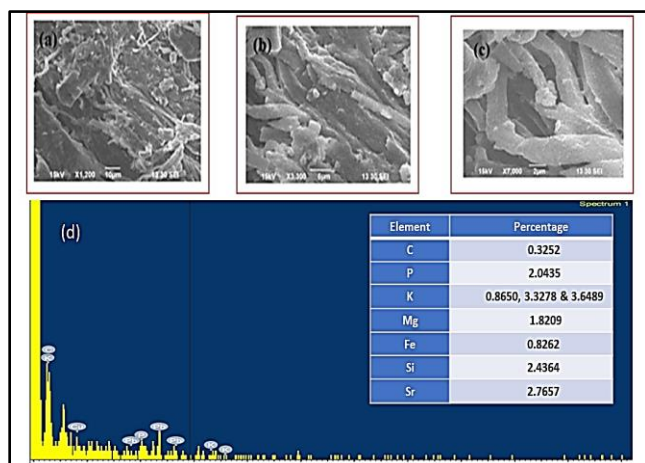 (a)
15kV X1,200 10µm 13 30 SEI
(b)
15kV X3,300 5µm 13 30 SEI
(c)
15kV X7,000 2µm 13 30 SEI
Spectrum 1
(d)
Element Percentage
C 0.3252
P 2.0435
K 0.8650, 3.3278 & 3.6489
Mg 1.8209
Fe 0.8262
Si 2.4364
Sr 2.7657